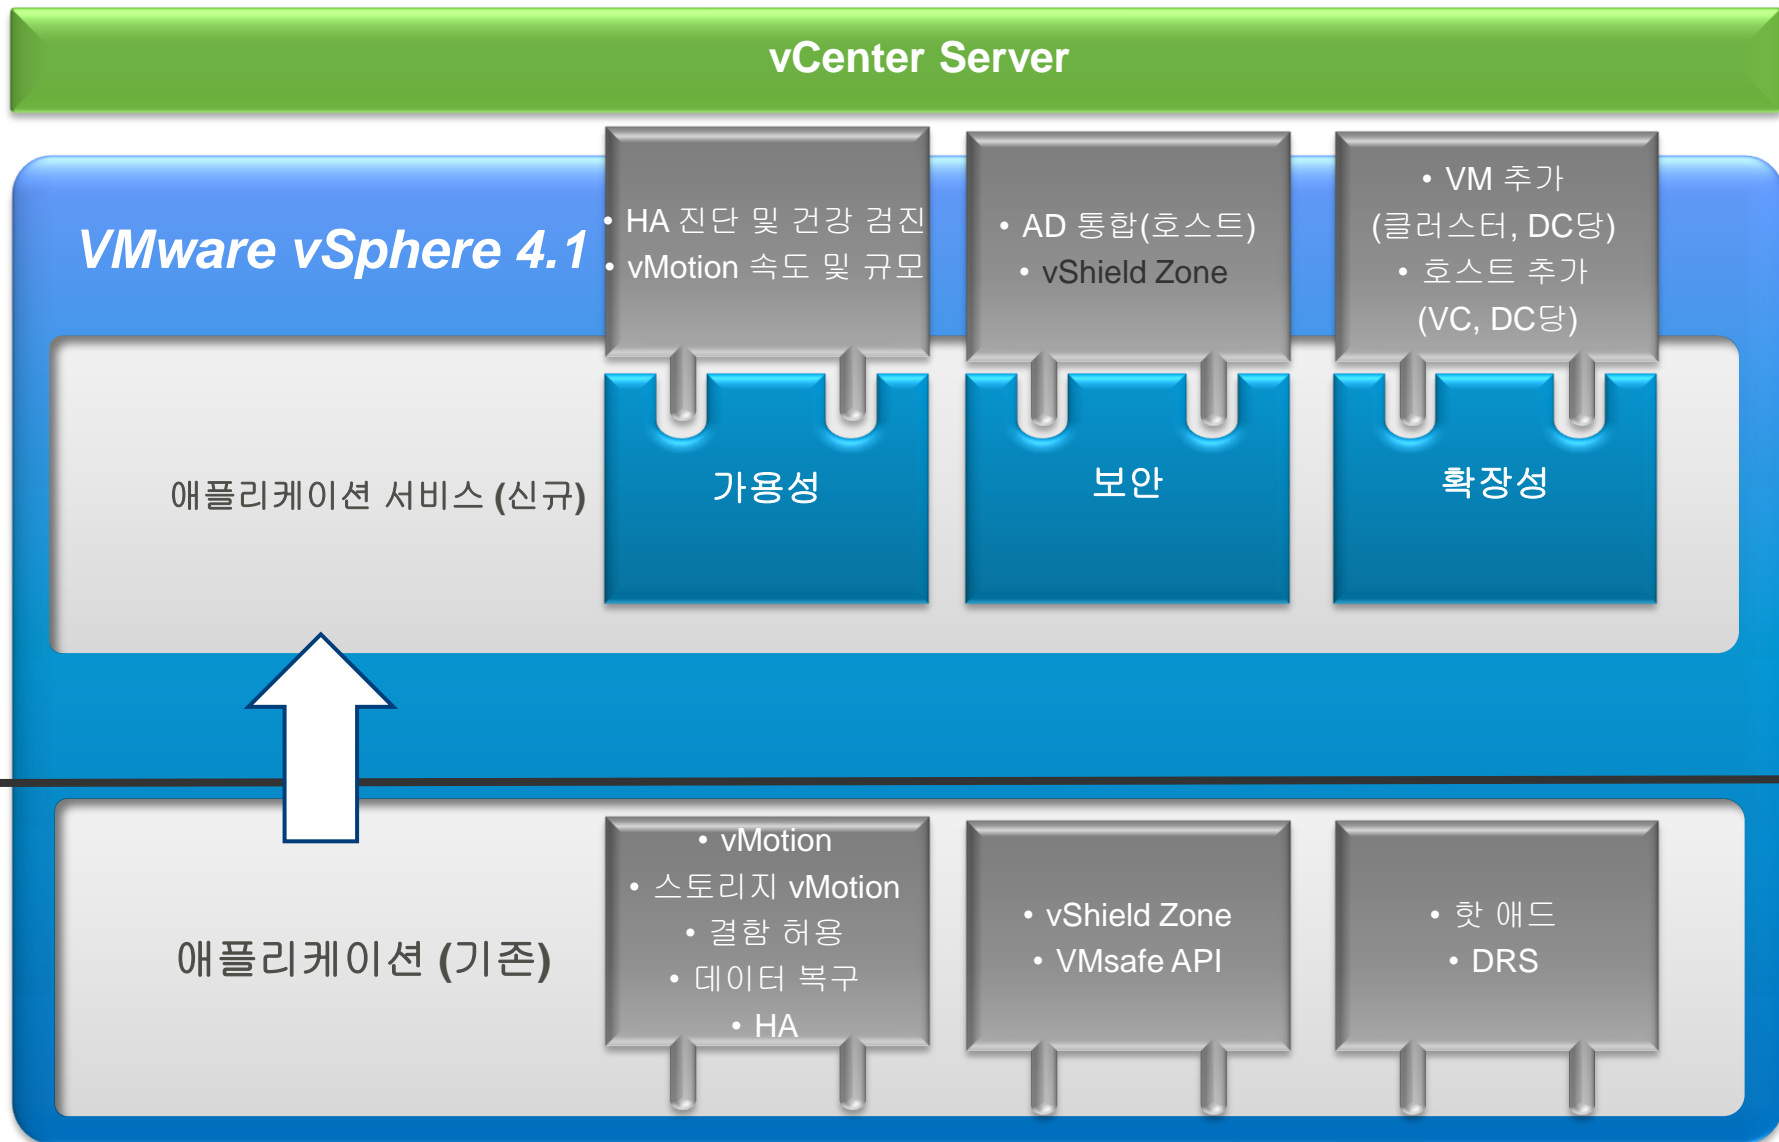 vCenter Server
VMware vSphere 4.1
• HA 진단 및 건강 검진
• vMotion 속도 및 규모
• AD 통합(호스트)
• vShield Zone
• VM 추가
(클러스터, DC당)
• 호스트 추가
(VC, DC당)
애플리케이션 서비스 (신규)
가용성
보안
확장성
애플리케이션 (기존)
• vMotion
• 스토리지 vMotion
• 결함 허용
• 데이터 복구
• HA
• vShield Zone
• VMsafe API
• 핫 애드
• DRS